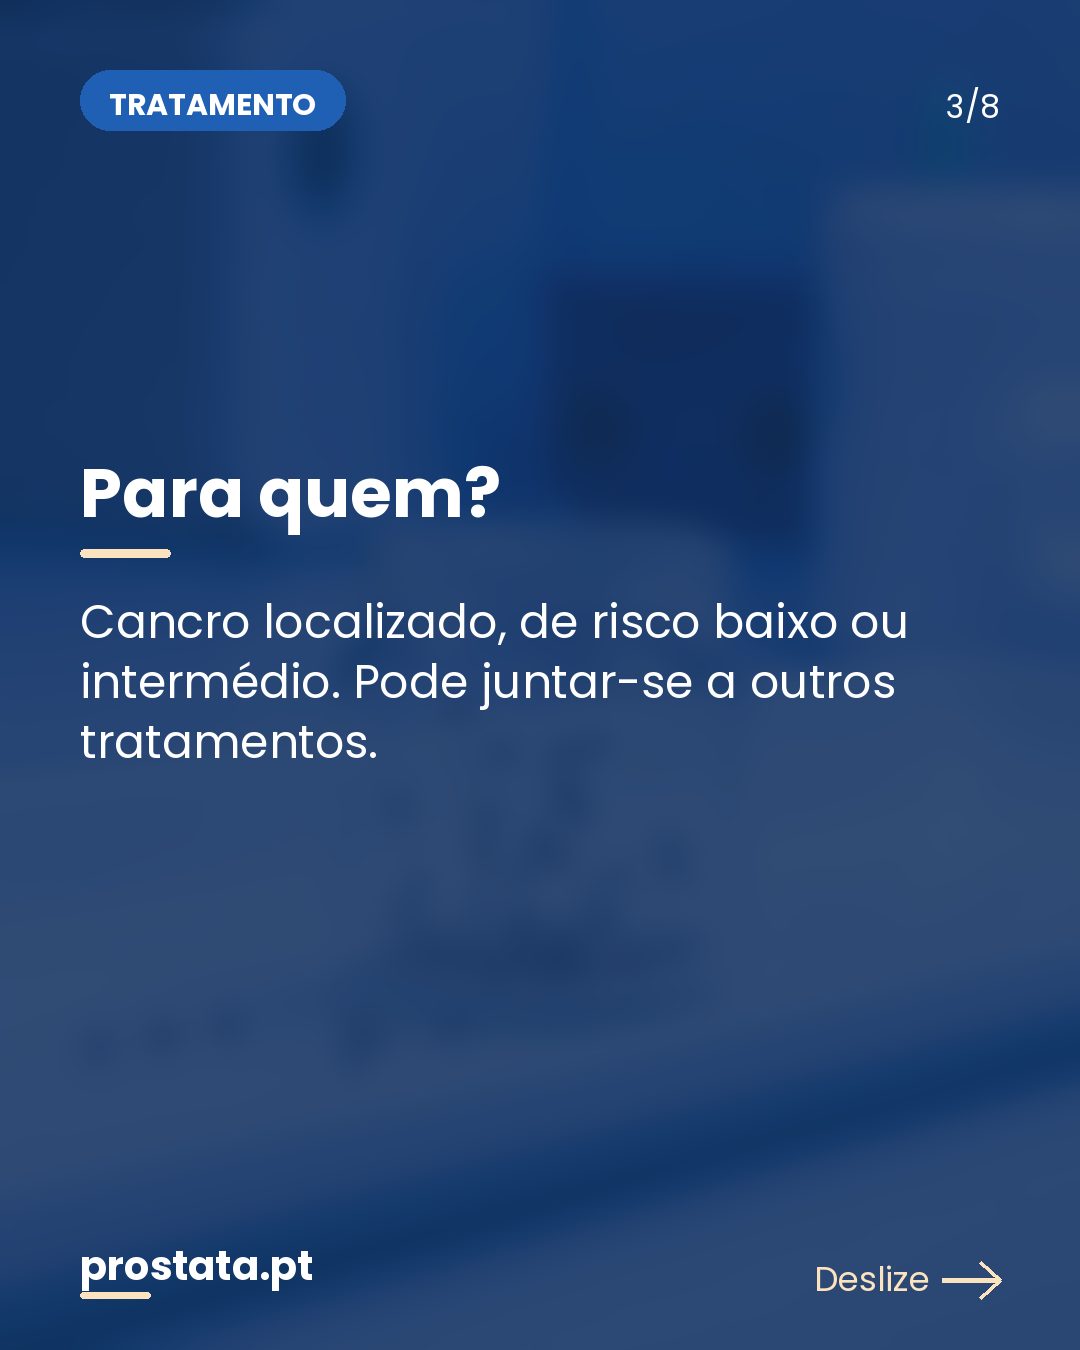 TRATAMENTO
3/8
Para quem?
Cancro localizado, de risco baixo ou
intermédio. Pode juntar-se a outros
tratamentos.
prostata.pt
Deslize